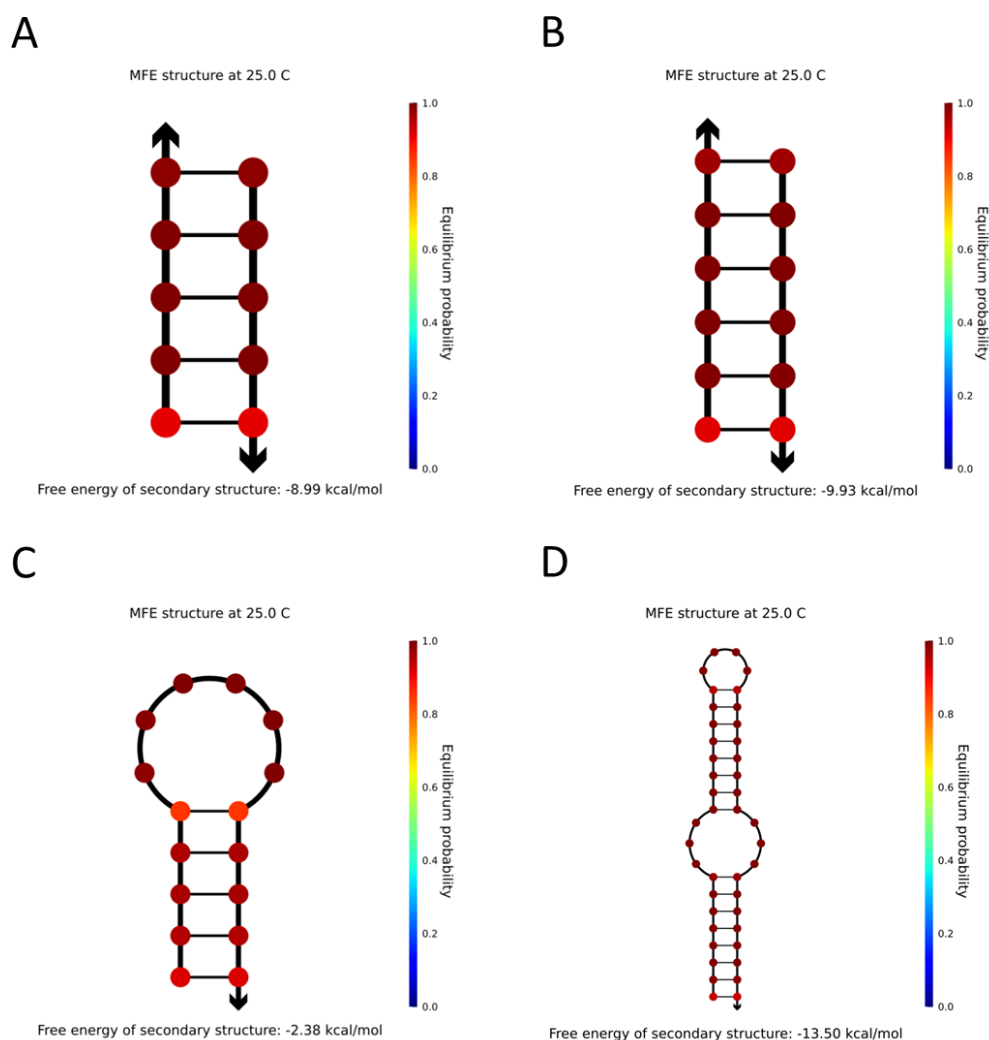 A
MFE structure at 25.0 C
1.0
0.8
0.6
0.4
0.2
0.0
Equilibrium probability
Free energy of secondary structure: -8.99 kcal/mol
B
MFE structure at 25.0 C
1.0
0.8
0.6
0.4
0.2
0.0
Equilibrium probability
Free energy of secondary structure: -9.93 kcal/mol
C
MFE structure at 25.0 C
1.0
0.8
0.6
0.4
0.2
0.0
Equilibrium probability
Free energy of secondary structure: -2.38 kcal/mol
D
MFE structure at 25.0 C
1.0
0.8
0.6
0.4
0.2
0.0
Equilibrium probability
Free energy of secondary structure: -13.50 kcal/mol